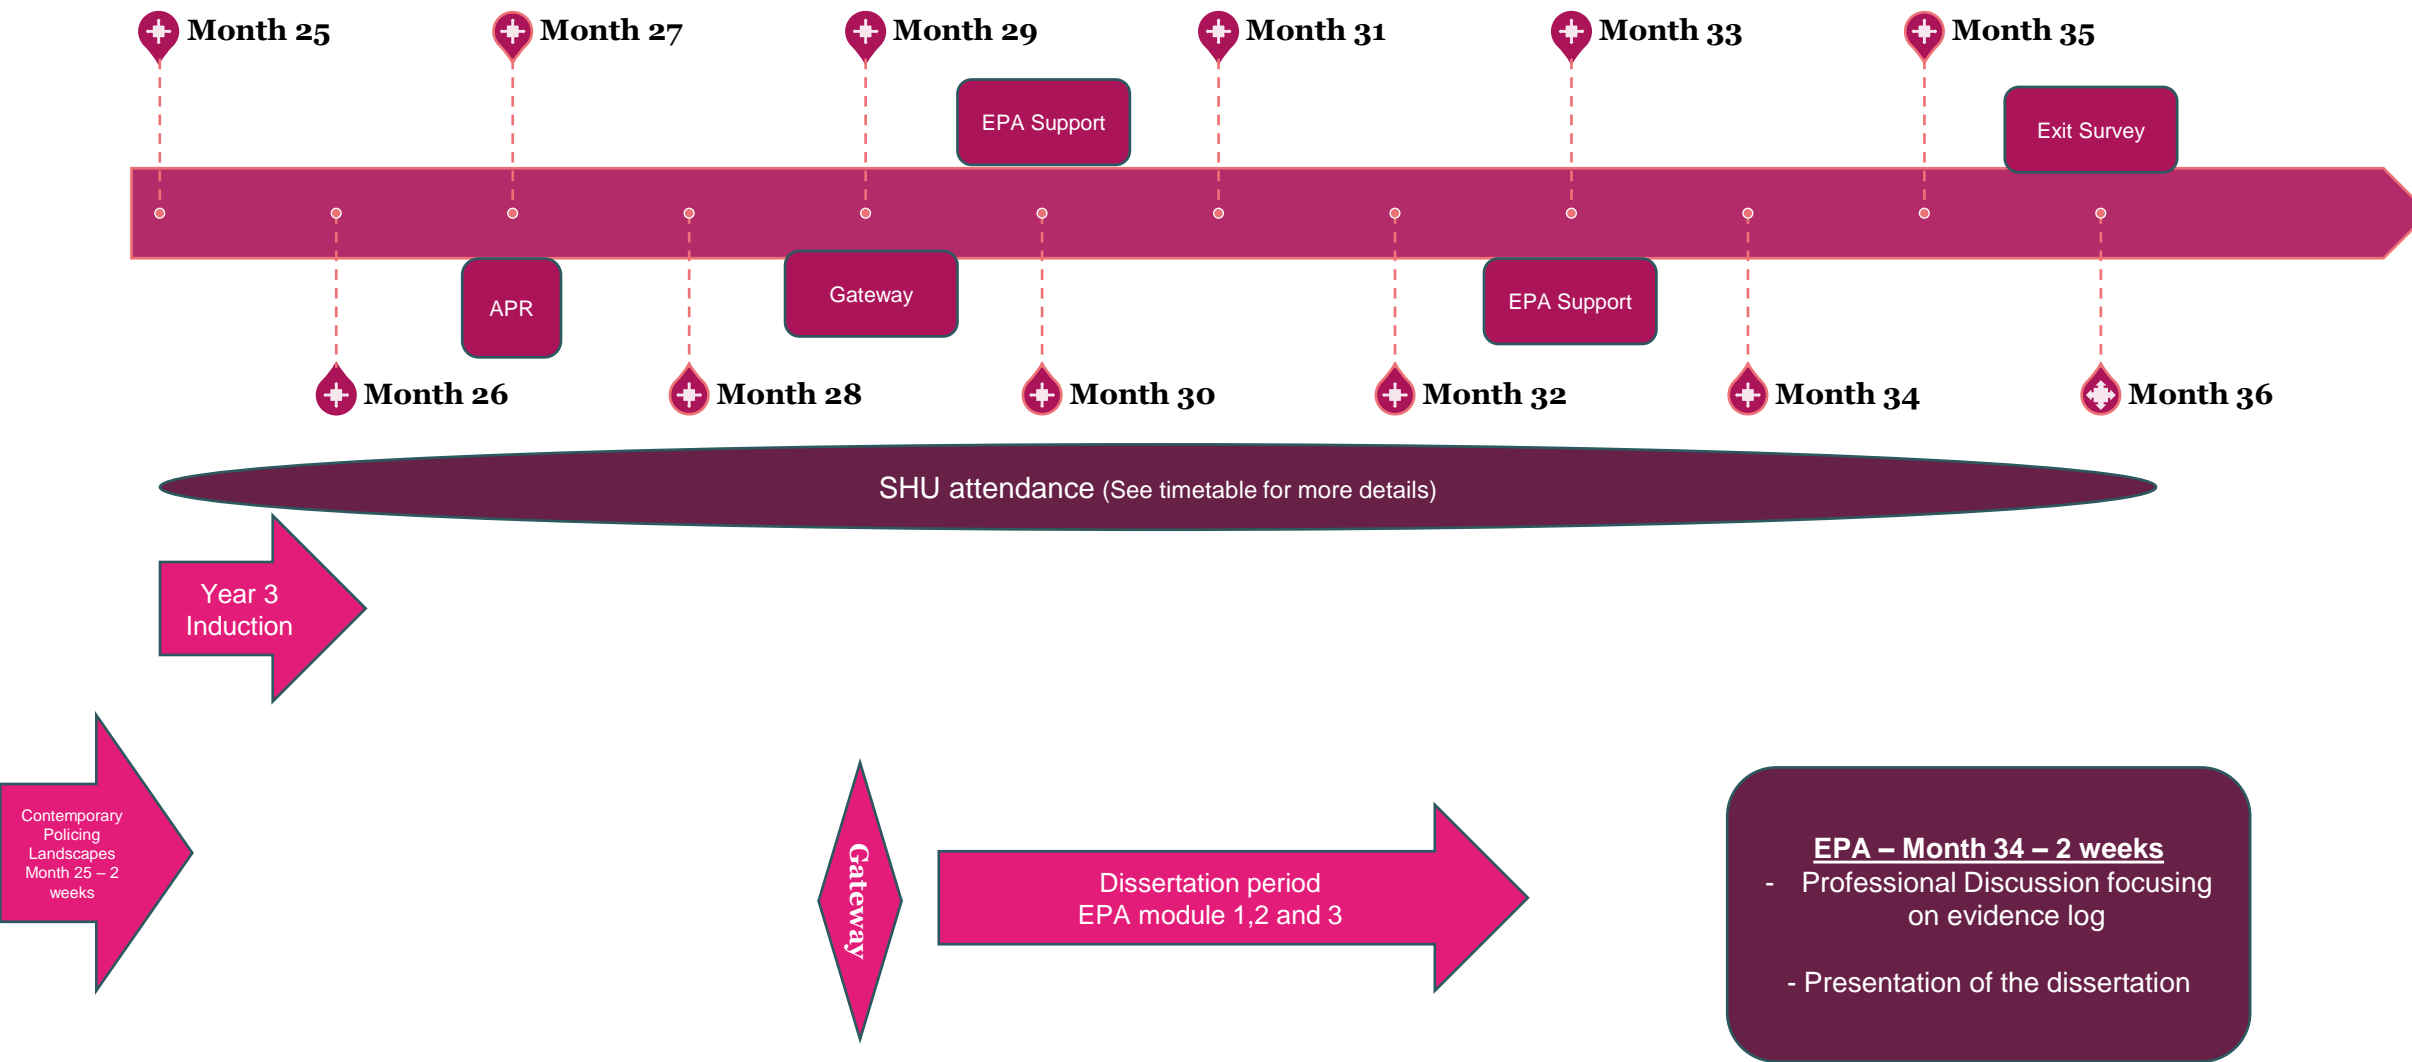 Month 25
Month 27
Month 29
Month 31
Month 33
Month 35
EPA Support
Exit Survey
APR
Gateway
EPA Support
Month 26
Month 28
Month 30
Month 32
Month 34
Month 36
SHU attendance (See timetable for more details)
Year 3
Induction
Contemporary
Policing
Landscapes
Month 25 – 2
weeks
Gateway
Dissertation period
EPA module 1,2 and 3
EPA – Month 34 – 2 weeks
- Professional Discussion focusing
on evidence log
- Presentation of the dissertation